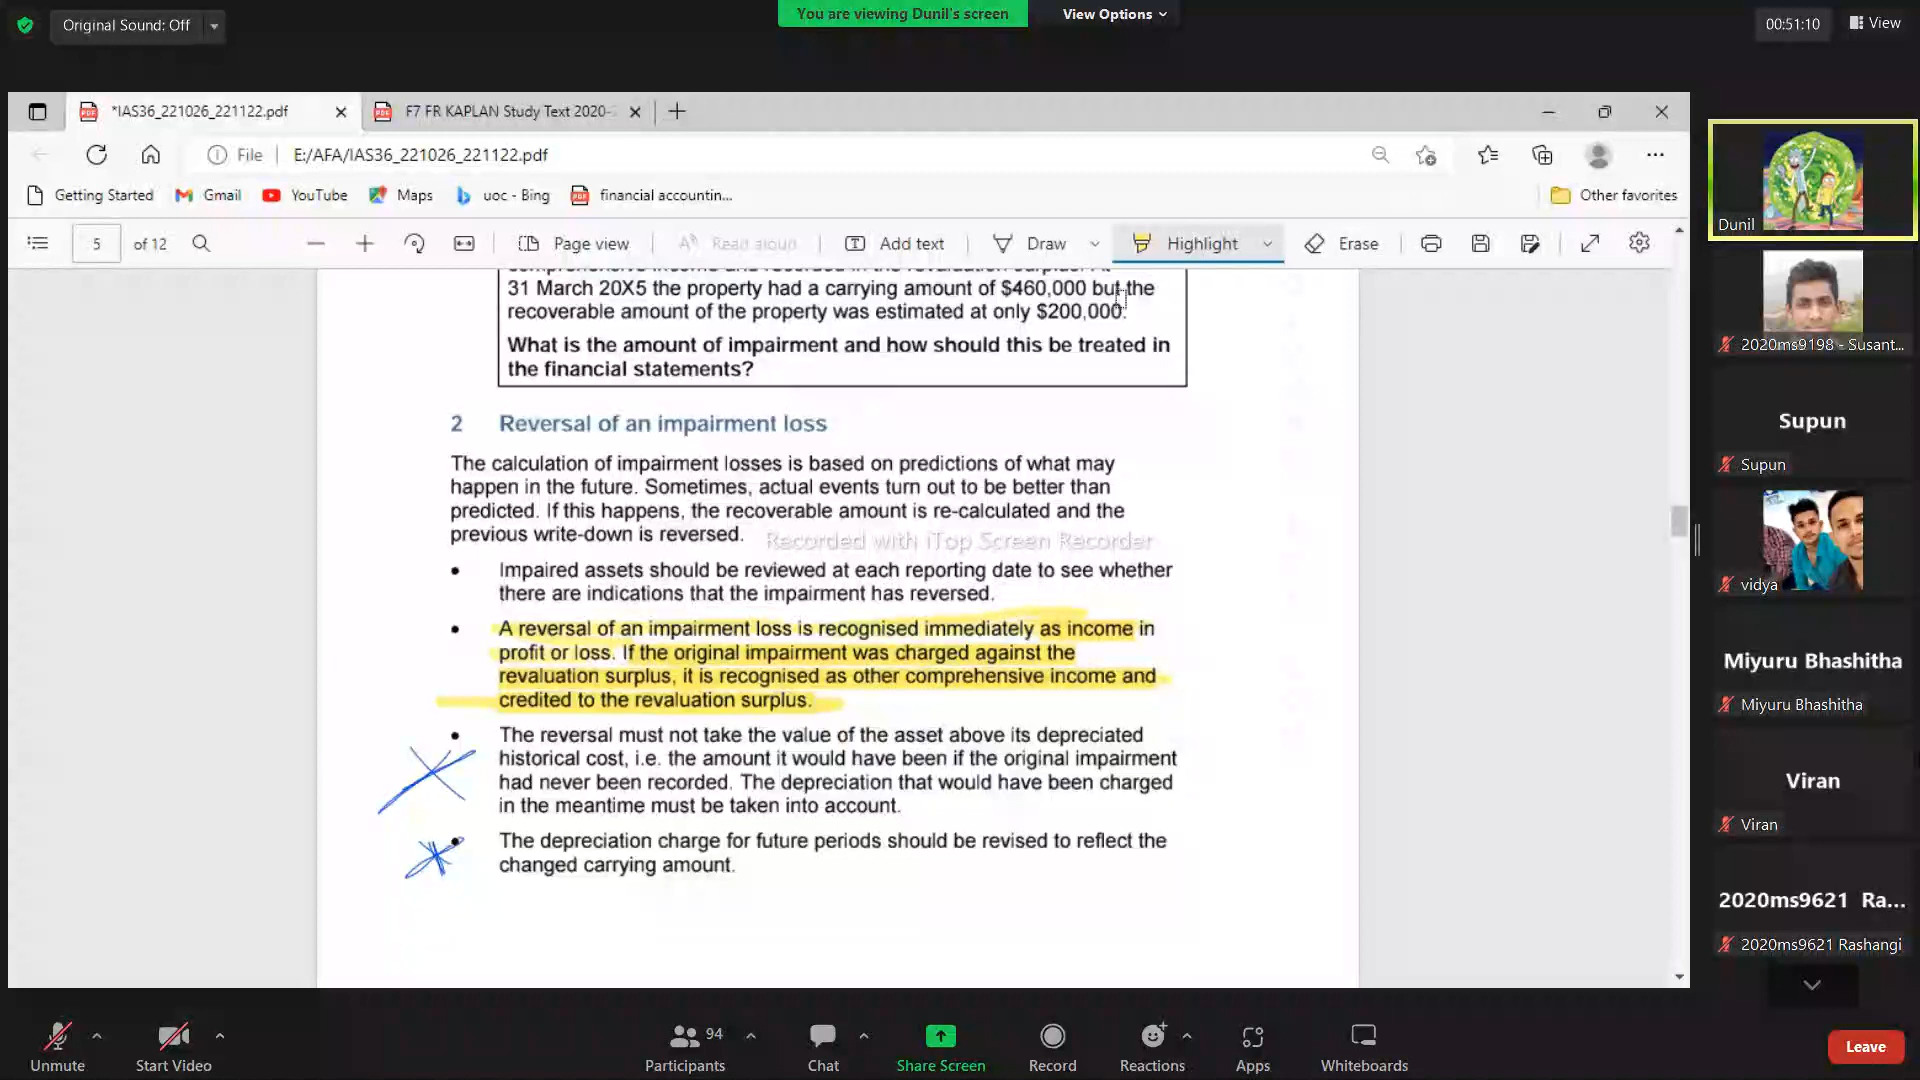 Original Sound: Off
You are viewing Dunil's screen
View Options
00:51:10
View
*IAS36_221026_221122.pdf
F7 FR KAPLAN Study Text 2020-
File
E:/AFA/IAS36_221026_221122.pdf
Getting Started
Gmail
YouTube
Maps
uoc - Bing
financial accountin...
Other favorites
5
of 12
Page view
Read aloud
Add text
Draw
Highlight
Erase
31 March 20X5 the property had a carrying amount of $460,000 but the
recoverable amount of the property was estimated at only $200,000.
What is the amount of impairment and how should this be treated in
the financial statements?
2 Reversal of an impairment loss
The calculation of impairment losses is based on predictions of what may
happen in the future. Sometimes, actual events turn out to be better than
predicted. If this happens, the recoverable amount is re-calculated and the
previous write-down is reversed.
Recorded with iTop Screen Recorder
• Impaired assets should be reviewed at each reporting date to see whether
there are indications that the impairment has reversed.
• A reversal of an impairment loss is recognised immediately as income in
profit or loss. If the original impairment was charged against the
revaluation surplus, it is recognised as other comprehensive income and
credited to the revaluation surplus.
• The reversal must not take the value of the asset above its depreciated
historical cost, i.e. the amount it would have been if the original impairment
had never been recorded. The depreciation that would have been charged
in the meantime must be taken into account.
• The depreciation charge for future periods should be revised to reflect the
changed carrying amount.
Dunil
2020ms9198 - Susant...
Supun
Supun
vidya
Miyuru Bhashitha
Miyuru Bhashitha
Viran
Viran
2020ms9621 Ra...
2020ms9621 Rashangi
Unmute
Start Video
Participants
94
Chat
Share Screen
Record
Reactions
Apps
Whiteboards
Leave